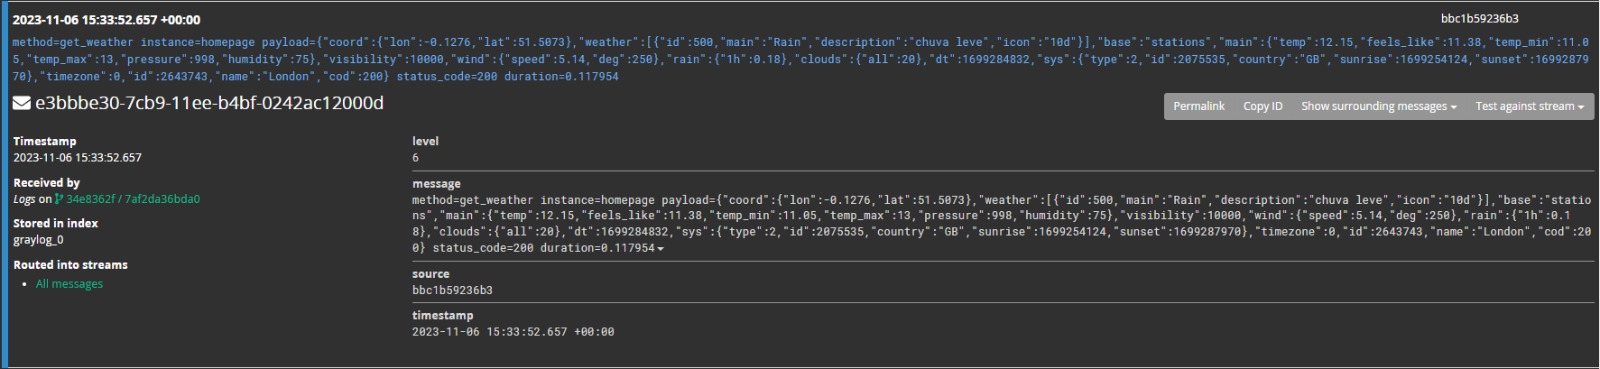 2023-11-06 15:33:52.657 +00:00
bbc1b59236b3
method=get_weather instance=homepage payload={"coord":{"lon":-0.1276,"lat":51.5073},"weather":[{"id":500,"main":"Rain","description":"chuva leve","icon":"10d"}],"base":"stations","main":{"temp":12.15,"feels_like":11.38,"temp_min":11.0
5,"temp_max":13,"pressure":998,"humidity":75},"visibility":10000,"wind":{"speed":5.14,"deg":250},"rain":{"1h":0.18},"clouds":{"all":20},"dt":1699284832,"sys":{"type":2,"id":2075535,"country":"GB","sunrise":1699254124,"sunset":16992879
70},"timezone":0,"id":2643743,"name":"London","cod":200} status_code=200 duration=0.117954
e3bbbe30-7cb9-11ee-b4bf-0242ac12000d
Permalink Copy ID Show surrounding messages Test against stream
Timestamp
2023-11-06 15:33:52.657
Received by
Logs on 34e8362f / 7af2da36bda0
Stored in index
graylog_0
Routed into streams
• All messages
level
6
message
method=get_weather instance=homepage payload={"coord":{"lon":-0.1276,"lat":51.5073},"weather":[{"id":500,"main":"Rain","description":"chuva leve","icon":"10d"}],"base":"statio
ns","main":{"temp":12.15,"feels_like":11.38,"temp_min":11.05,"temp_max":13,"pressure":998,"humidity":75},"visibility":10000,"wind":{"speed":5.14,"deg":250},"rain":{"1h":0.1
8},"clouds":{"all":20},"dt":1699284832,"sys":{"type":2,"id":2075535,"country":"GB","sunrise":1699254124,"sunset":1699287970},"timezone":0,"id":2643743,"name":"London","cod":20
0} status_code=200 duration=0.117954
source
bbc1b59236b3
timestamp
2023-11-06 15:33:52.657 +00:00